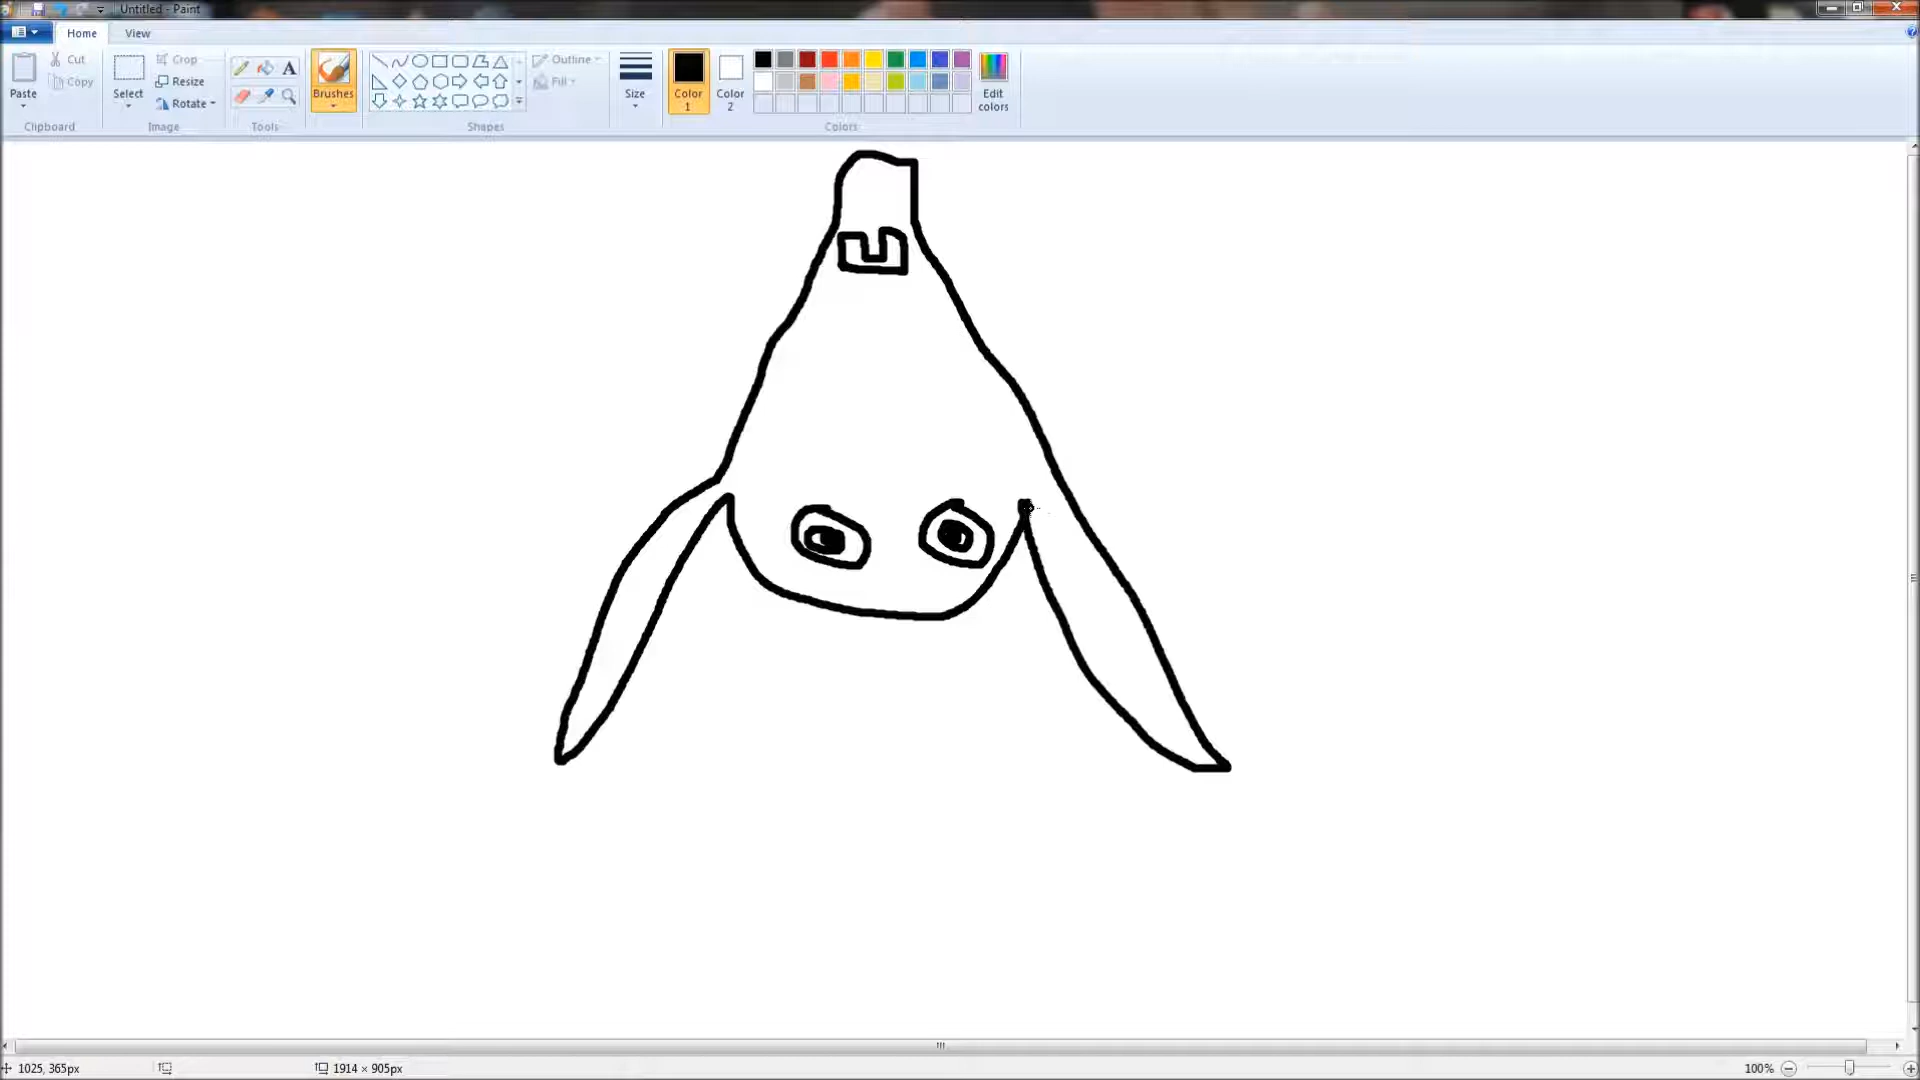 Untitled - Paint
Home View
Paste Cut Copy
Clipboard
Select Crop Resize Rotate
Image
A
Tools
Brushes
Shapes
Outline Fill
Size
Color 1 Color 2
Edit colors
Colors
1025, 365px 1914 × 905px 100%